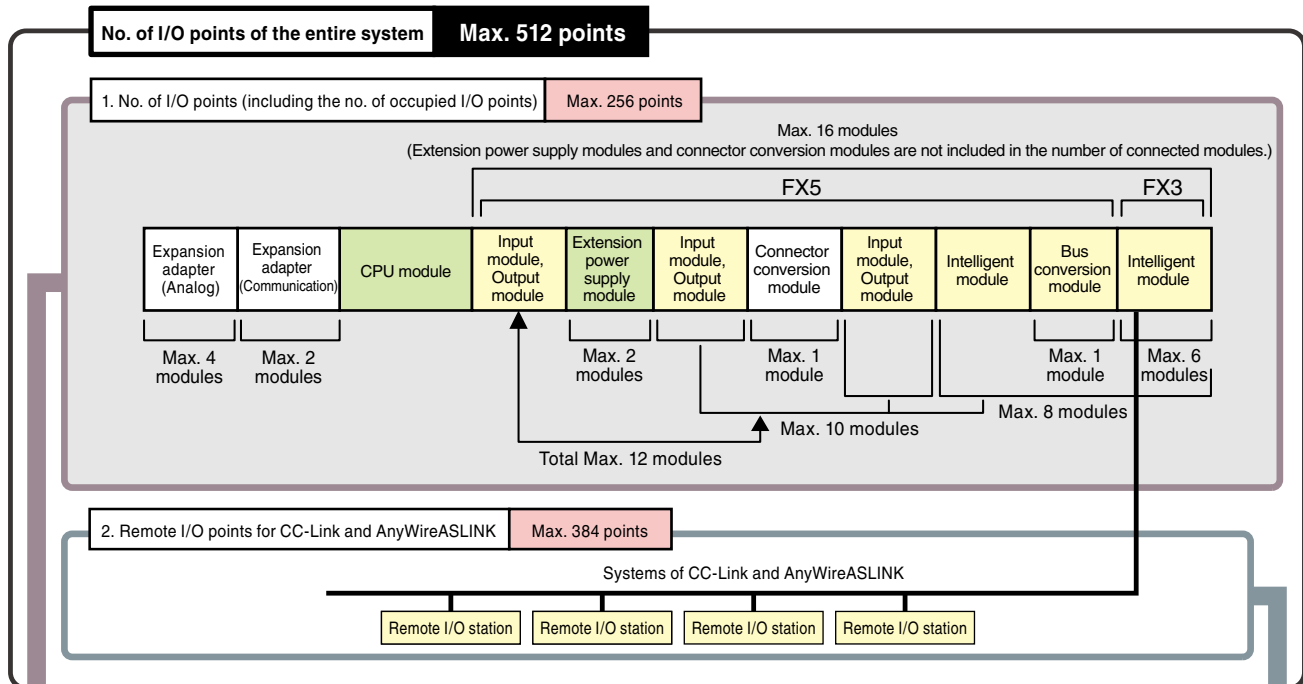 No. of I/O points of the entire system
Max. 512 points
1. No. of I/O points (including the no. of occupied I/O points)
Max. 256 points
Max. 16 modules
(Extension power supply modules and connector conversion modules are not included in the number of connected modules.)
FX5
FX3
Expansion
adapter
(Analog)
Expansion
adapter
(Communication)
CPU module
Input
module,
Output
module
Extension
power
supply
module
Input
module,
Output
module
Connector
conversion
module
Input
module,
Output
module
Intelligent
module
Bus
conversion
module
Intelligent
module
Max. 4
modules
Max. 2
modules
Max. 2
modules
Max. 1
module
Max. 1
module
Max. 6
modules
Max. 8 modules
Max. 10 modules
Total Max. 12 modules
2. Remote I/O points for CC-Link and AnyWireASLINK
Max. 384 points
Systems of CC-Link and AnyWireASLINK
Remote I/O station
Remote I/O station
Remote I/O station
Remote I/O station